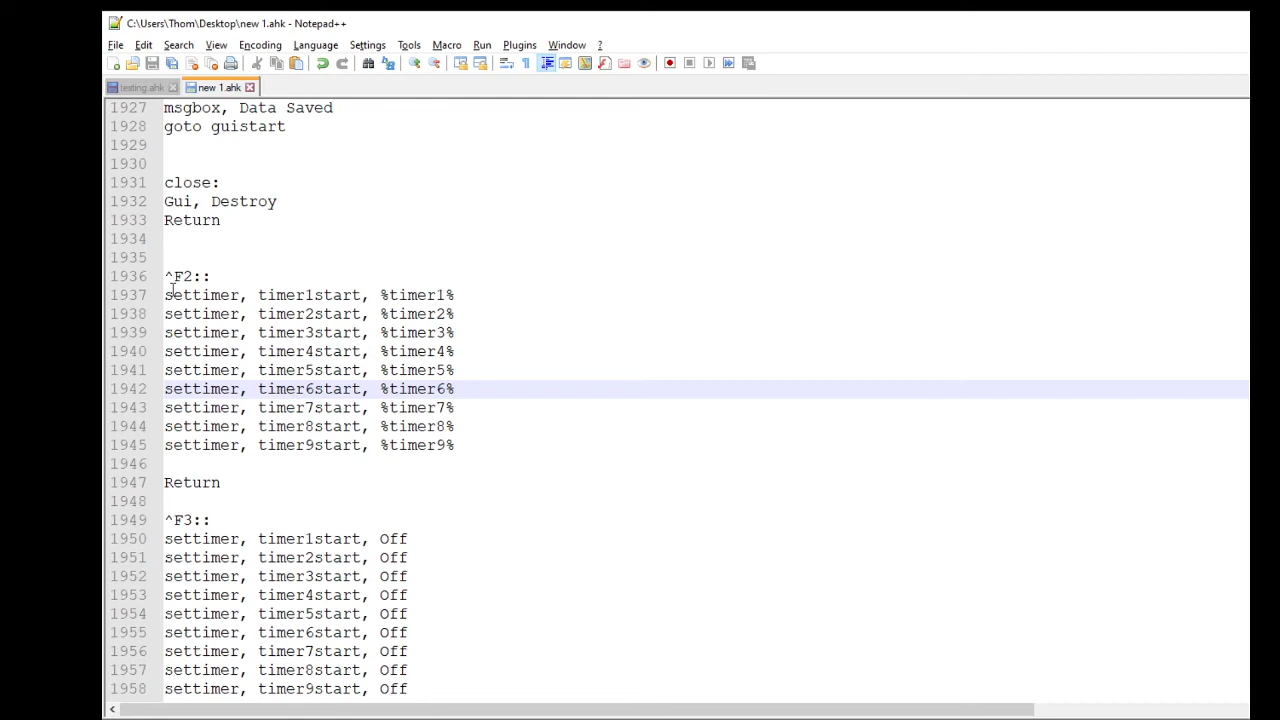 C:\Users\Thom\Desktop\new 1.ahk - Notepad++
File Edit Search View Encoding Language Settings Tools Macro Run Plugins Window ?
testing.ahk new 1.ahk
1927 msgbox, Data Saved
1928 goto guistart
1929
1930
1931 close:
1932 Gui, Destroy
1933 Return
1934
1935
1936 ^F2::
1937 settimer, timer1start, %timer1%
1938 settimer, timer2start, %timer2%
1939 settimer, timer3start, %timer3%
1940 settimer, timer4start, %timer4%
1941 settimer, timer5start, %timer5%
1942 settimer, timer6start, %timer6%
1943 settimer, timer7start, %timer7%
1944 settimer, timer8start, %timer8%
1945 settimer, timer9start, %timer9%
1946
1947 Return
1948
1949 ^F3::
1950 settimer, timer1start, Off
1951 settimer, timer2start, Off
1952 settimer, timer3start, Off
1953 settimer, timer4start, Off
1954 settimer, timer5start, Off
1955 settimer, timer6start, Off
1956 settimer, timer7start, Off
1957 settimer, timer8start, Off
1958 settimer, timer9start, Off